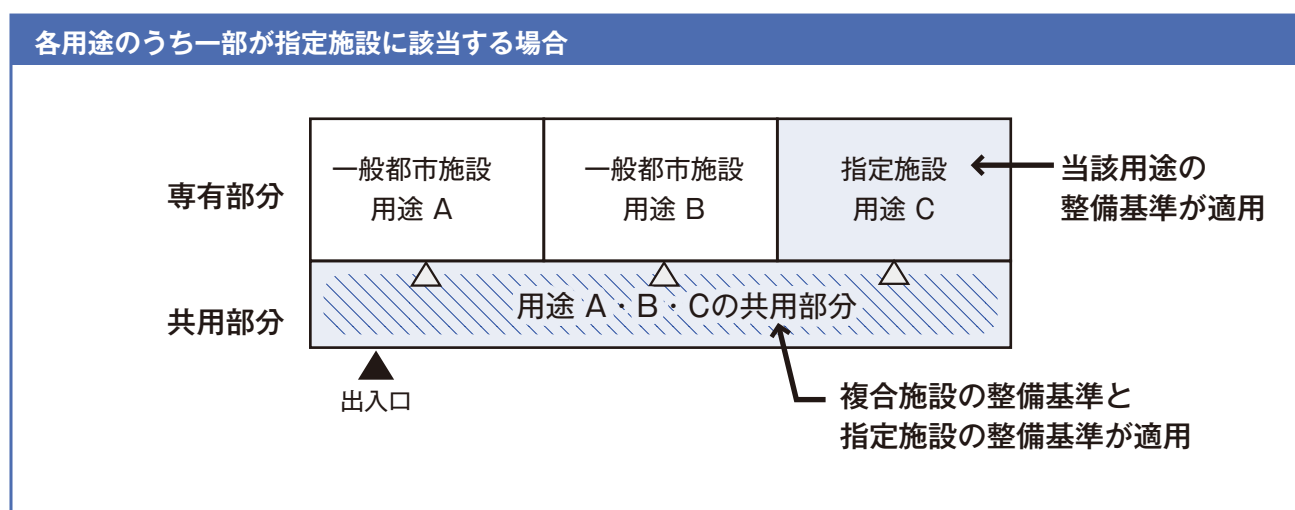 各用途のうち一部が指定施設に該当する場合
専有部分
一般都市施設
用途 A
一般都市施設
用途 B
指定施設
用途 C
当該用途の
整備基準が適用
共用部分
用途 A・B・Cの共用部分
出入口
複合施設の整備基準と
指定施設の整備基準が適用